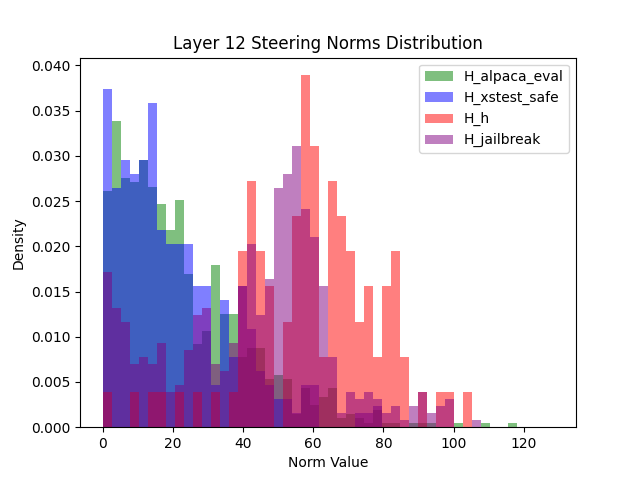 Layer 12 Steering Norms Distribution
H_alpaca_eval
H_xstest_safe
H_h
H_jailbreak
Density
0.040
0.035
0.030
0.025
0.020
0.015
0.010
0.005
0.000
0 20 40 60 80 100 120
Norm Value